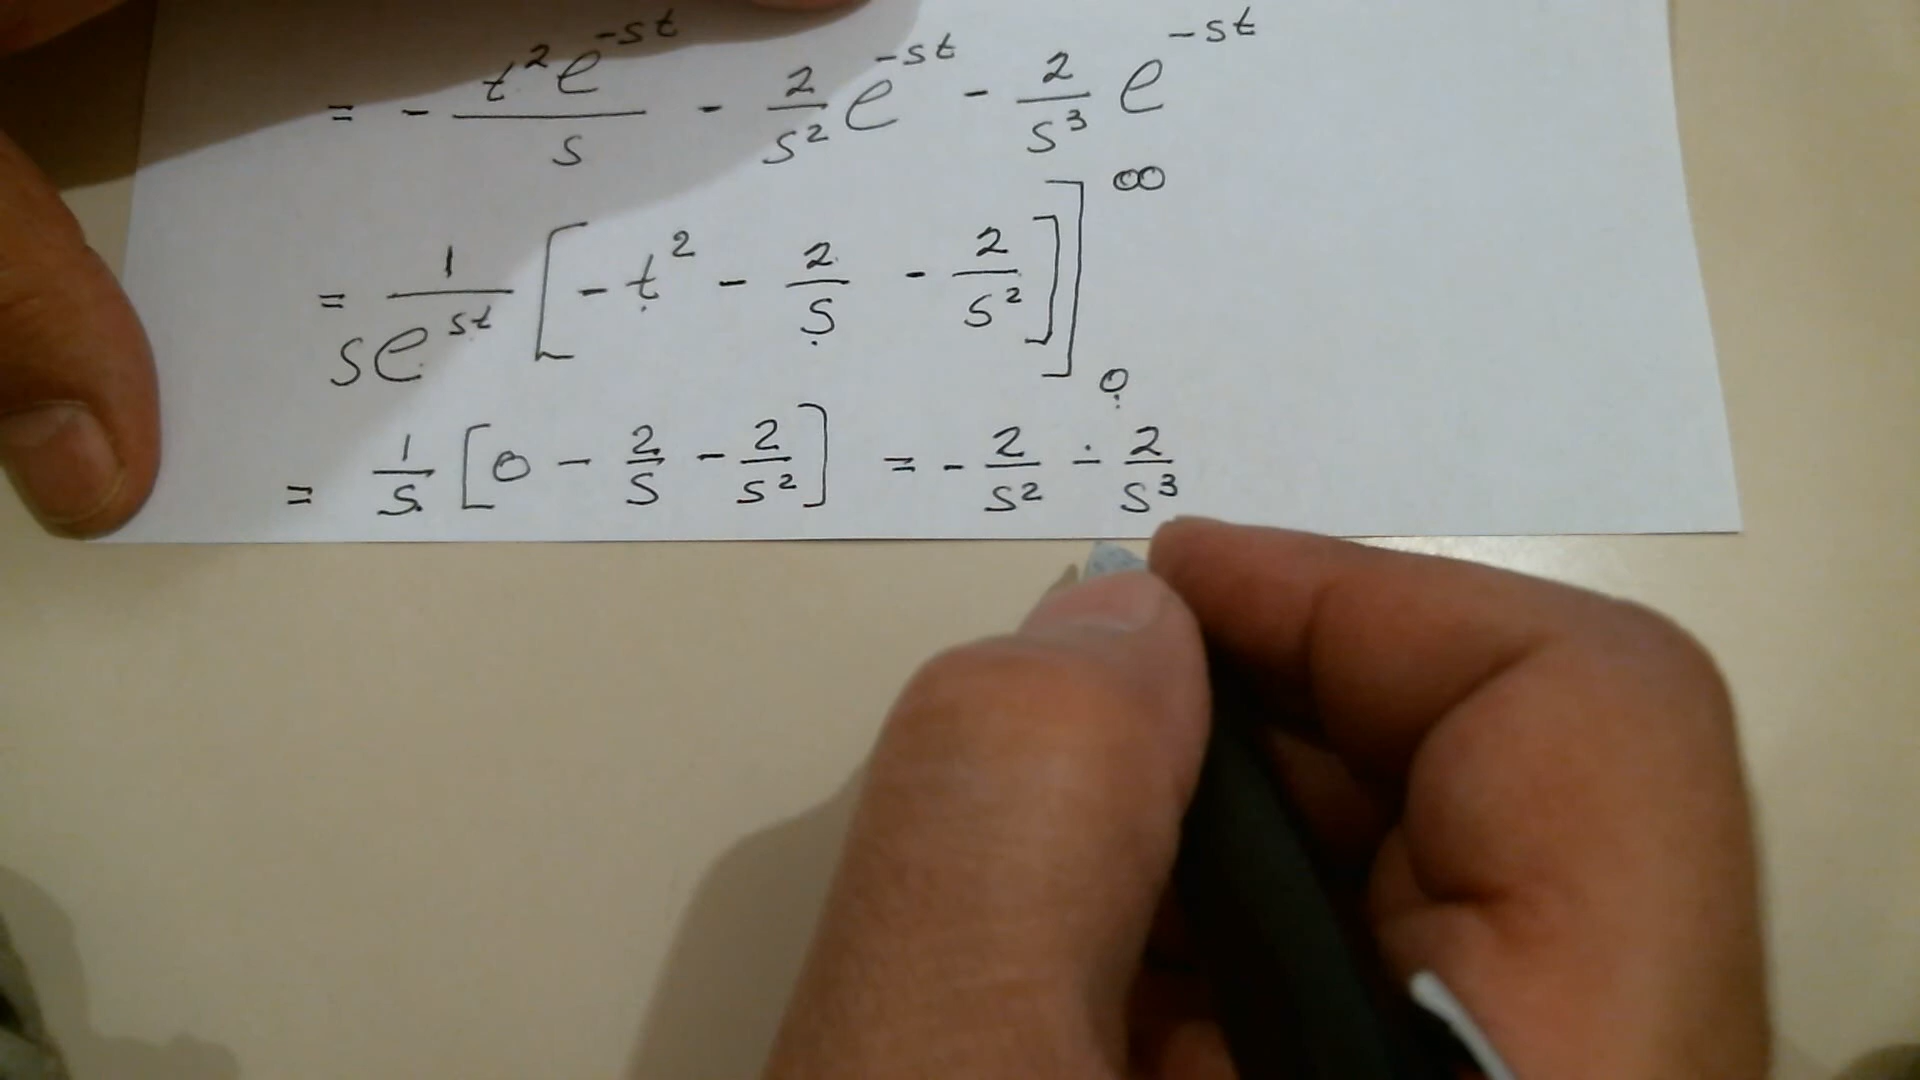 = - t²e^-st / s - 2/s² e^-st - 2/s³ e^-st
= 1/se^st [ - t² - 2/s - 2/s² ] ]₀^∞
= 1/s [ 0 - 2/s - 2/s² ] = - 2/s² - 2/s³